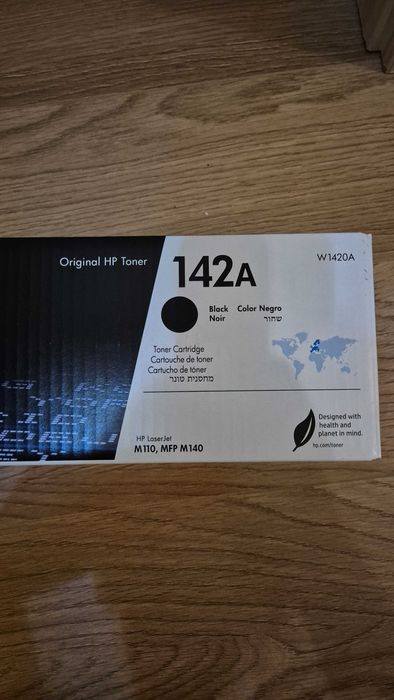 Original HP Toner
142A
W1420A
Black Color Negro
Noir שחור
Toner Cartridge
Cartouche de toner
Cartucho de tóner
מחסנית טונר
HP LaserJet
M110, MFP M140
Designed with
health and
planet in mind.
hp.com/toner